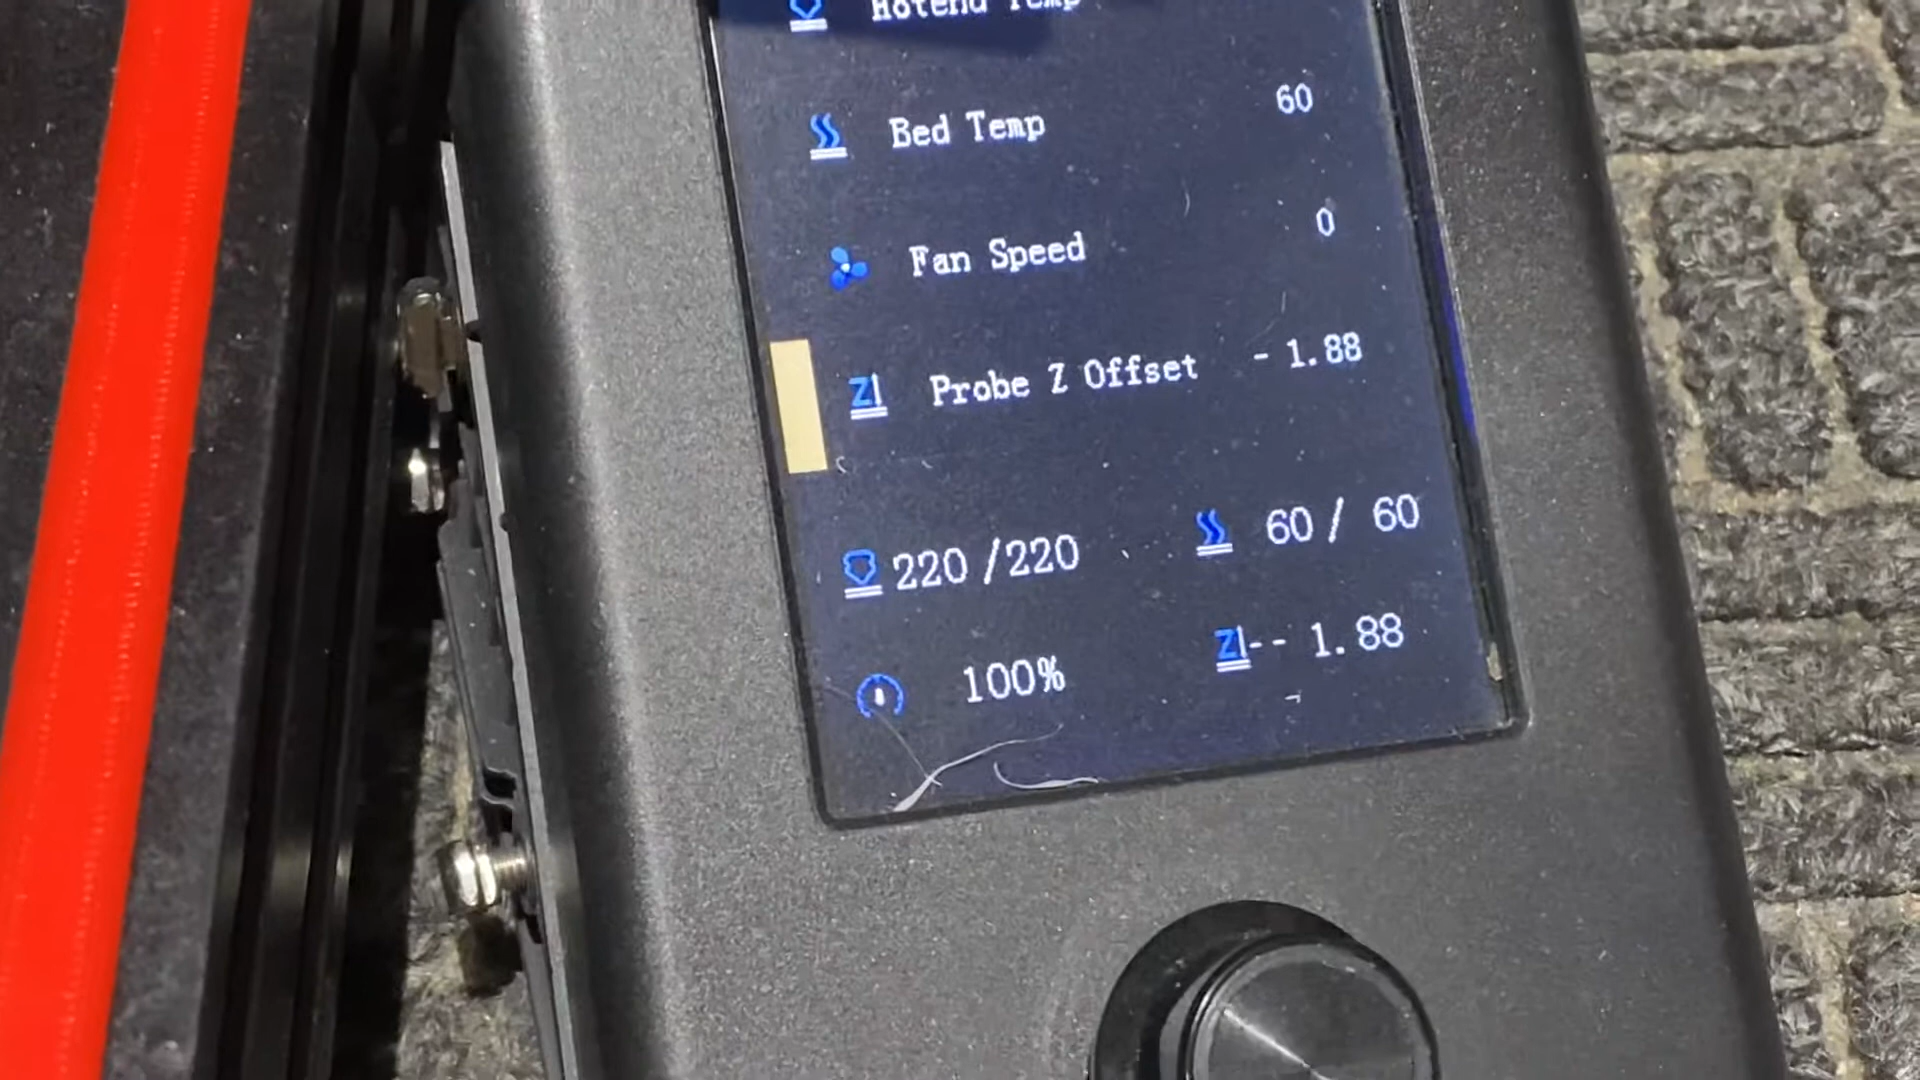 Hotend Temp
Bed Temp 60
Fan Speed 0
Probe Z Offset - 1.88
220 /220 60 / 60
100% Z -- 1.88